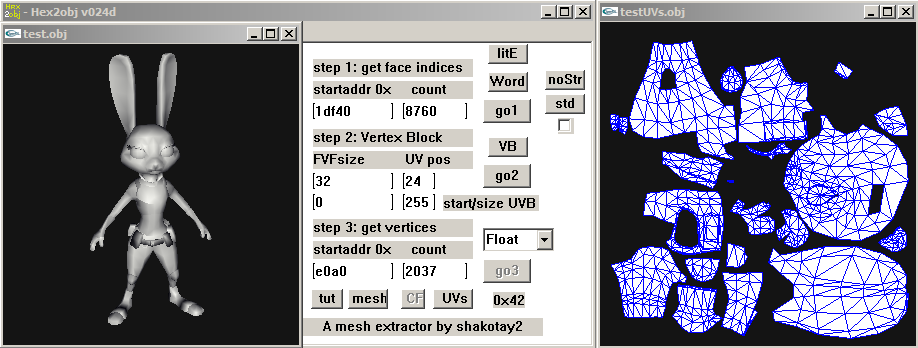 Hex
2obj - Hex2obj v024d
test.obj
testUVs.obj
litE
step 1: get face indices
Word noStr
startaddr 0x count
std
[1df40 ] [8760 ] go1
step 2: Vertex Block
VB
FVFsize UV pos
[32 ] [24 ] go2
[0 ] [255 ] start/size UVB
step 3: get vertices
Float
startaddr 0x count
[e0a0 ] [2037 ] go3
tut mesh CF UVs 0x42
A mesh extractor by shakotay2